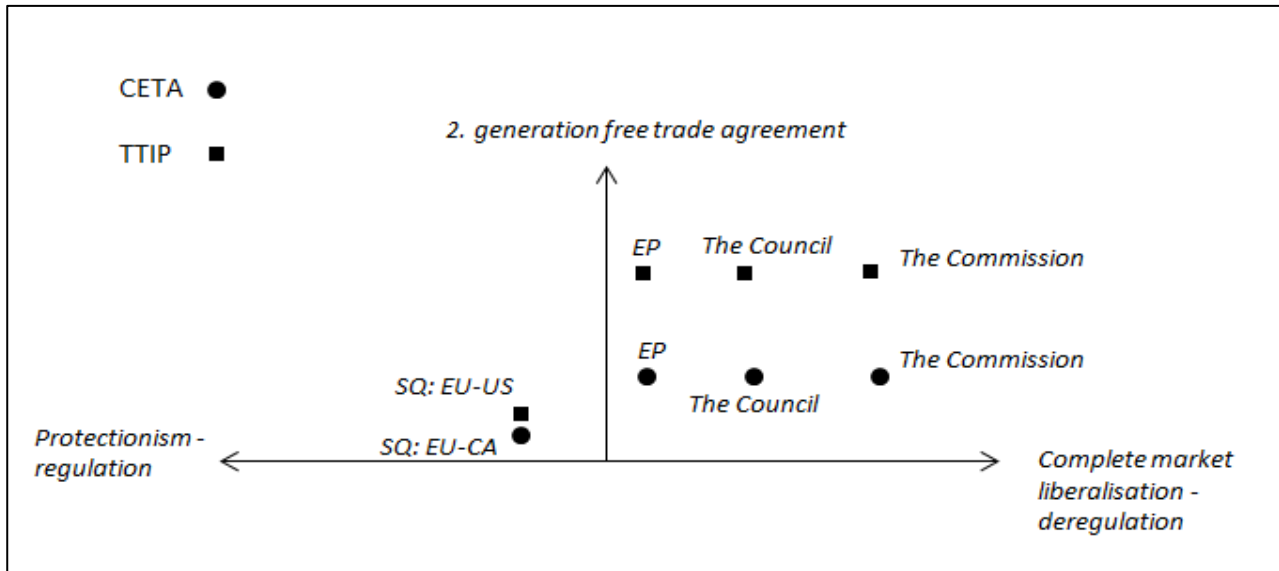 CETA
2. generation free trade agreement
TTIP
EP
The Council
The Commission
EP
The Commission
SQ: EU-US
The Council
Protectionism -
regulation
SQ: EU-CA
Complete market
liberalisation -
deregulation